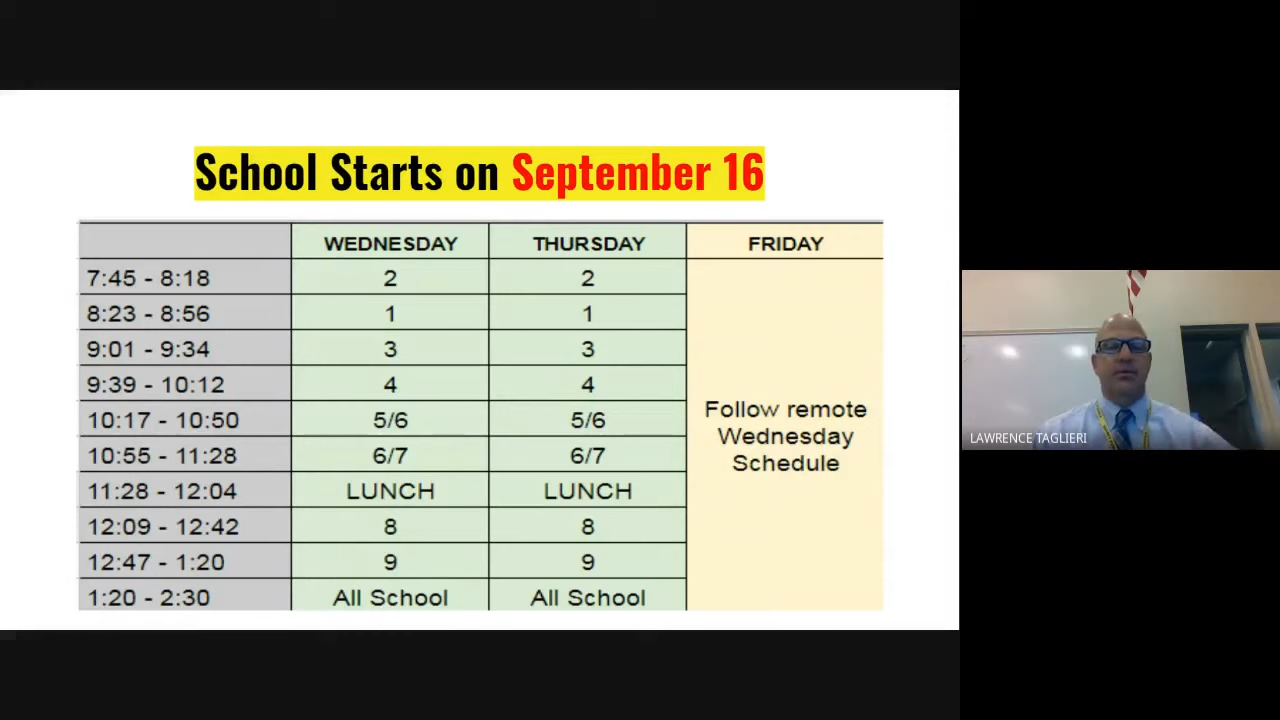 School Starts on September 16
WEDNESDAY THURSDAY FRIDAY
7:45 - 8:18 2 2
8:23 - 8:56 1 1
9:01 - 9:34 3 3
9:39 - 10:12 4 4
10:17 - 10:50 5/6 5/6
10:55 - 11:28 6/7 6/7
11:28 - 12:04 LUNCH LUNCH
12:09 - 12:42 8 8
12:47 - 1:20 9 9
1:20 - 2:30 All School All School
Follow remote
Wednesday
Schedule
LAWRENCE TAGLIERI